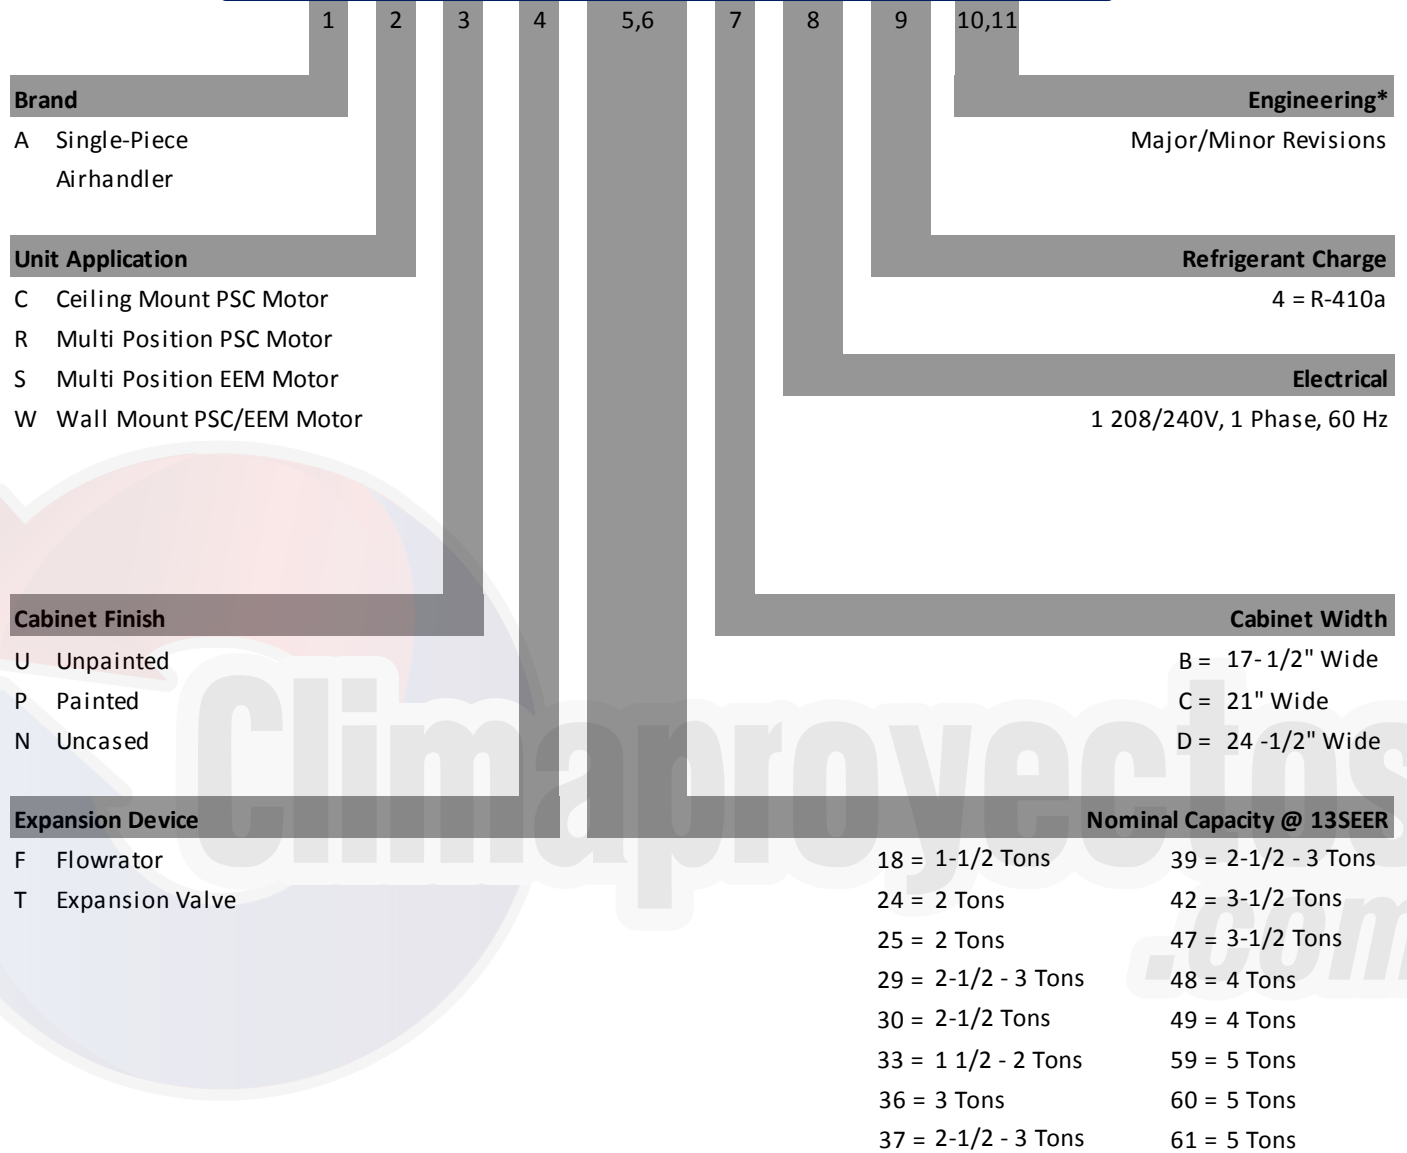 1 2 3 4 5,6 7 8 9 10,11
Brand
A Single-Piece
Airhandler
Engineering*
Major/Minor Revisions
Unit Application
C Ceiling Mount PSC Motor
R Multi Position PSC Motor
S Multi Position EEM Motor
W Wall Mount PSC/EEM Motor
Refrigerant Charge
4 = R-410a
Electrical
1 208/240V, 1 Phase, 60 Hz
Cabinet Finish
U Unpainted
P Painted
N Uncased
Cabinet Width
B = 17-1/2" Wide
C = 21" Wide
D = 24 -1/2" Wide
Expansion Device
F Flowrator
T Expansion Valve
Nominal Capacity @ 13SEER
18 = 1-1/2 Tons 39 = 2-1/2 - 3 Tons
24 = 2 Tons 42 = 3-1/2 Tons
25 = 2 Tons 47 = 3-1/2 Tons
29 = 2-1/2 - 3 Tons 48 = 4 Tons
30 = 2-1/2 Tons 49 = 4 Tons
33 = 1 1/2 - 2 Tons 59 = 5 Tons
36 = 3 Tons 60 = 5 Tons
37 = 2-1/2 - 3 Tons 61 = 5 Tons
Climaproyectos
.com